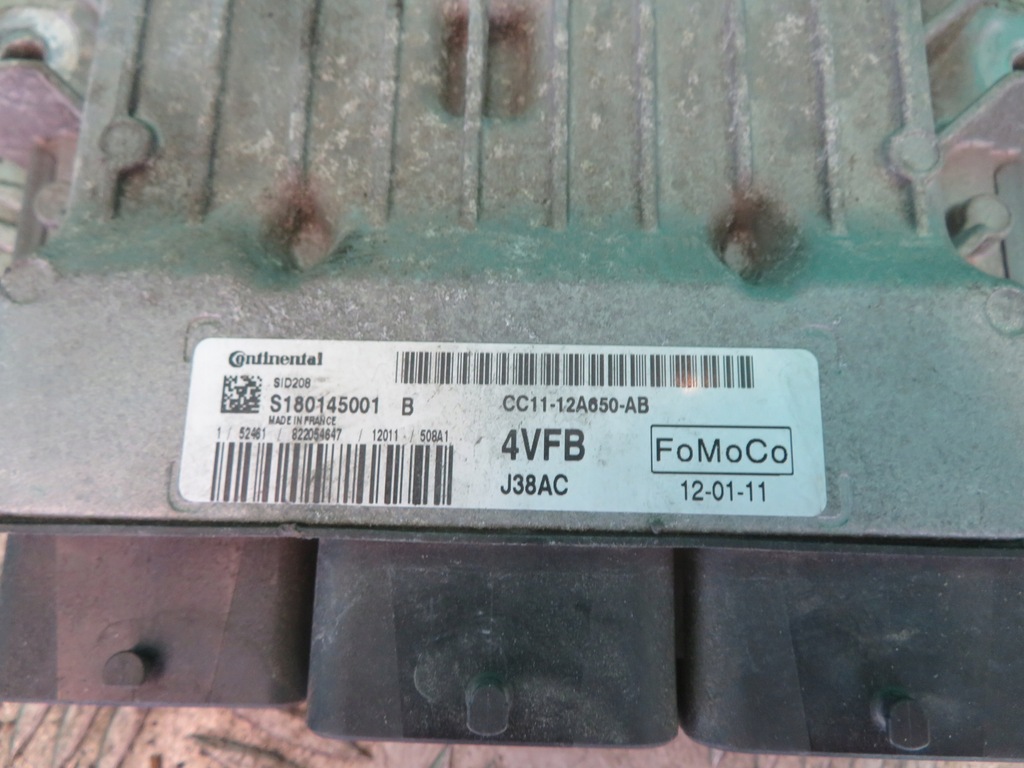 Continental
SID208
S180145001 B
MADE IN FRANCE
1 / 52461 / 822054647 / 12011 / 508A1
CC11-12A650-AB
4VFB
J38AC
FoMoCo
12-01-11